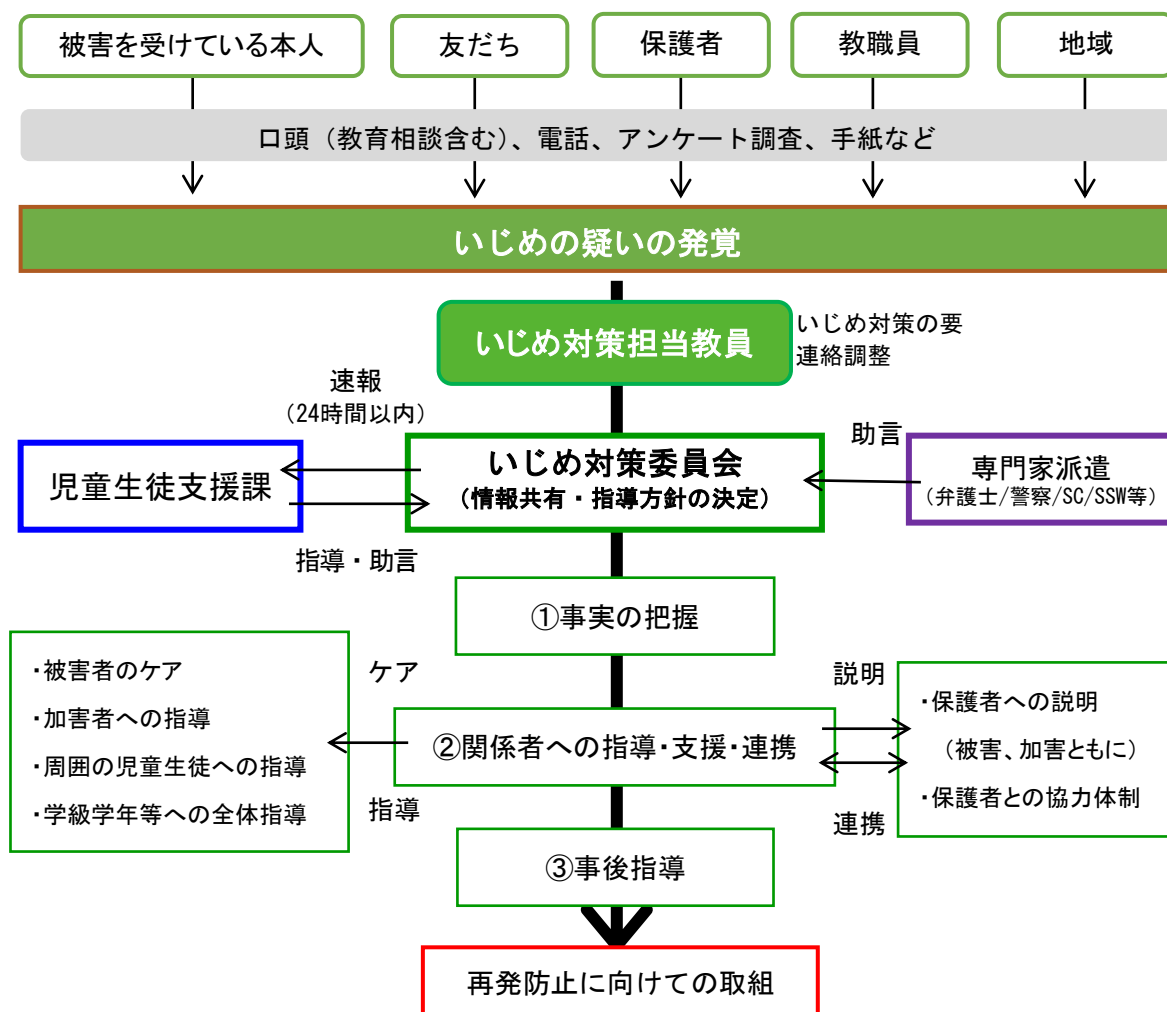 被害を受けている本人
友だち
保護者
教職員
地域
口頭（教育相談含む）、電話、アンケート調査、手紙など
いじめの疑いの発覚
いじめ対策担当教員
いじめ対策の要
連絡調整
速報
（24時間以内）
児童生徒支援課
いじめ対策委員会
（情報共有・指導方針の決定）
助言
専門家派遣
（弁護士/警察/SC/SSW等）
指導・助言
①事実の把握
・被害者のケア
・加害者への指導
・周囲の児童生徒への指導
・学級学年等への全体指導
ケア
指導
②関係者への指導・支援・連携
説明
連携
・保護者への説明
（被害、加害ともに）
・保護者との協力体制
③事後指導
再発防止に向けての取組